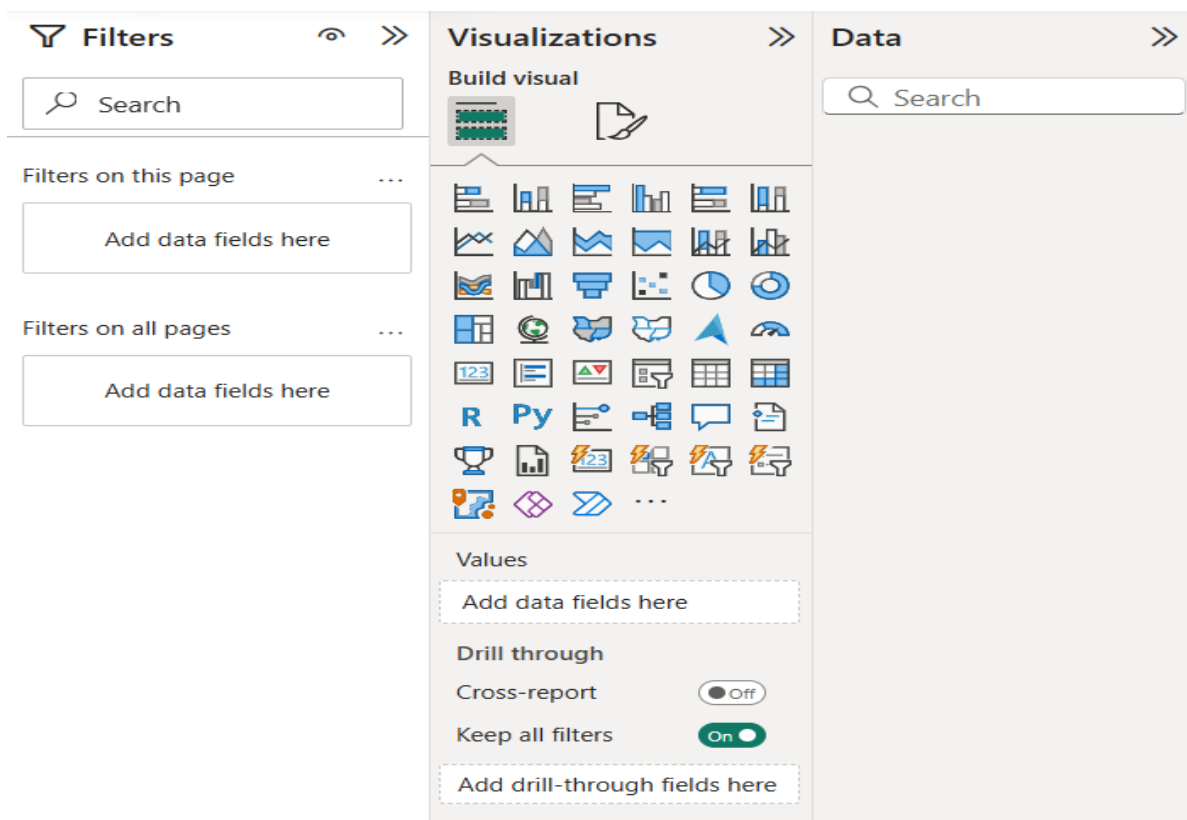 Filters
Search
Filters on this page
...
Add data fields here
Filters on all pages
...
Add data fields here
Visualizations
Build visual
123
R Py
123
A
...
Values
Add data fields here
Drill through
Cross-report Off
Keep all filters On
Add drill-through fields here
Data
Search